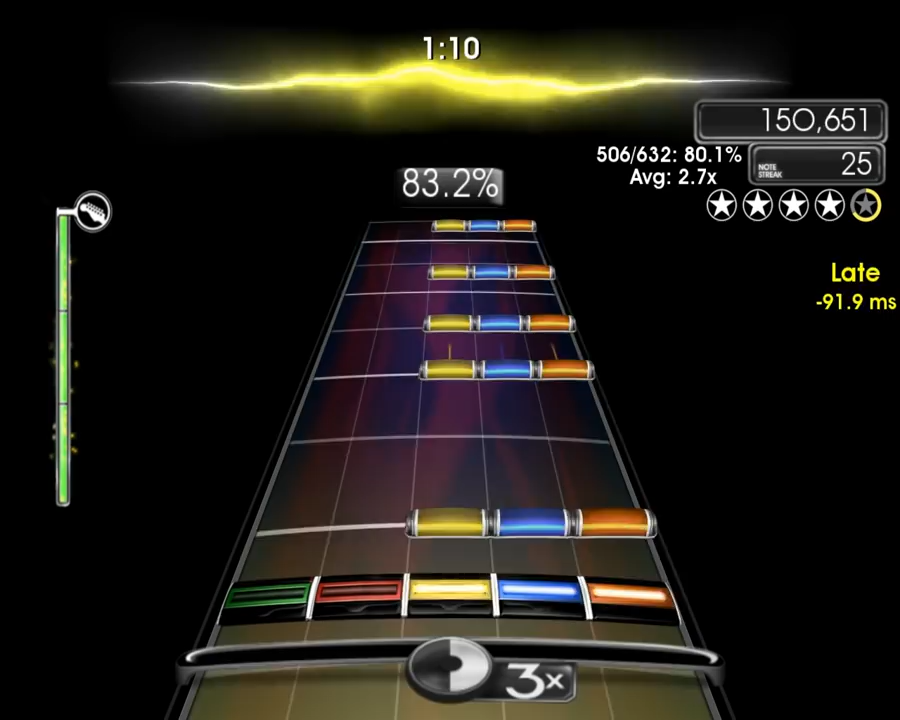 1:10
150,651
506/632: 80.1%
NOTE
STREAK
25
Avg: 2.7x
83.2%
Late
-91.9 ms
3x